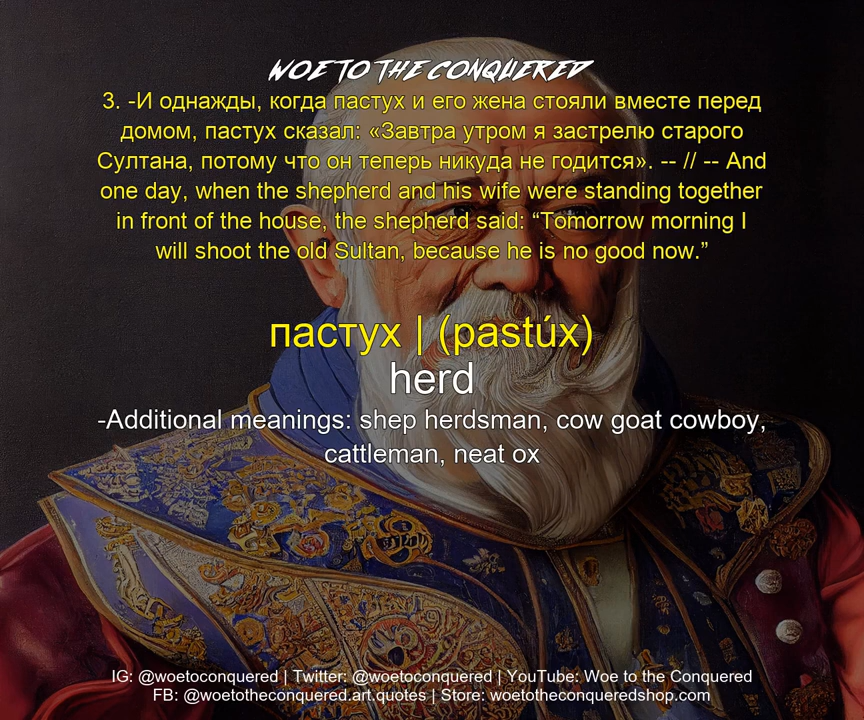 WOE TO THE CONQUERED
3. -И однажды, когда пастух и его жена стояли вместе перед
домом, пастух сказал: «Завтра утром я застрелю старого
Султана, потому что он теперь никуда не годится». -- // -- And
one day, when the shepherd and his wife were standing together
in front of the house, the shepherd said: “Tomorrow morning I
will shoot the old Sultan, because he is no good now.”
пастух | (pastúx)
herd
-Additional meanings: shep herdsman, cow goat cowboy,
cattleman, neat ox
IG: @woetoconquered | Twitter: @woetoconquered | YouTube: Woe to the Conquered
FB: @woetotheconquered.art.quotes | Store: woetotheconqueredshop.com